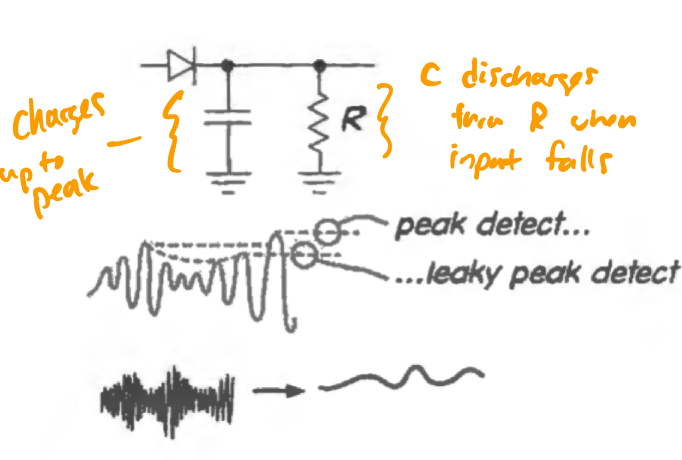 charges
up to
peak
C discharges
thru R when
input falls
R
peak detect...
...leaky peak detect